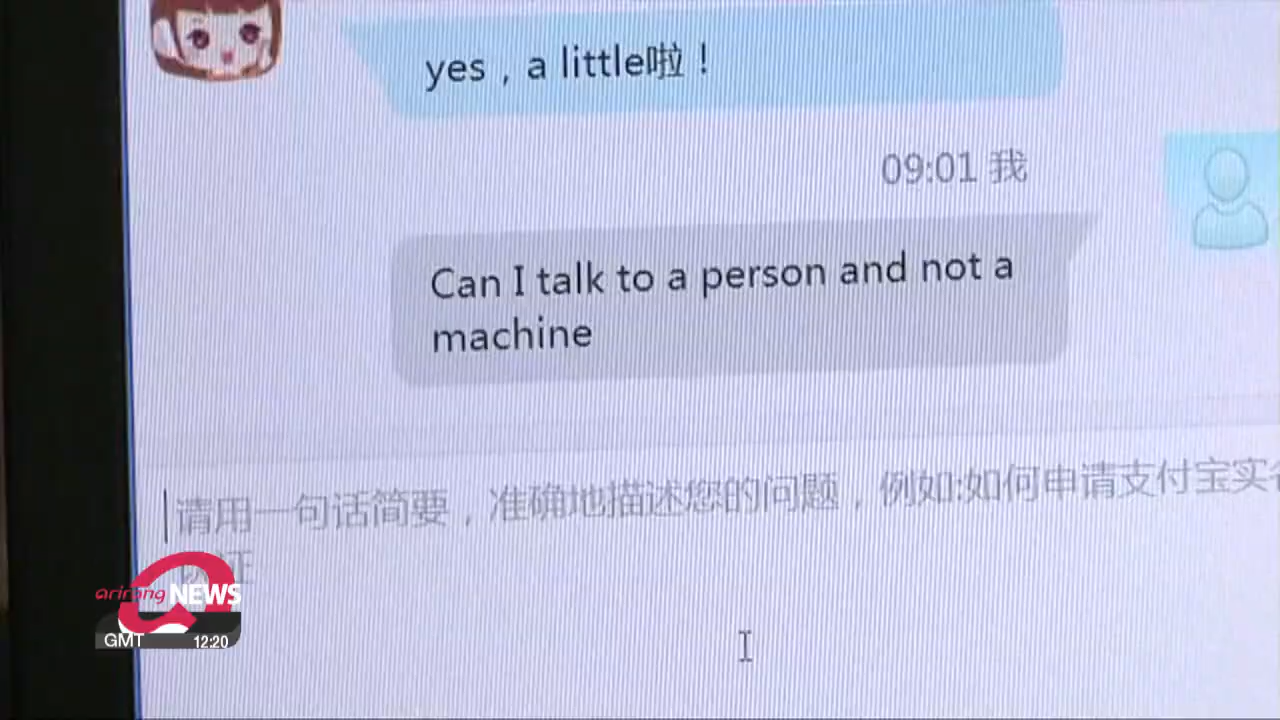 yes，a little啦！
09:01 我
Can I talk to a person and not a
machine
请用一句话简要，准确地描述您的问题，例如:如何申请支付宝实名
证
arirang NEWS
GMT 12:20